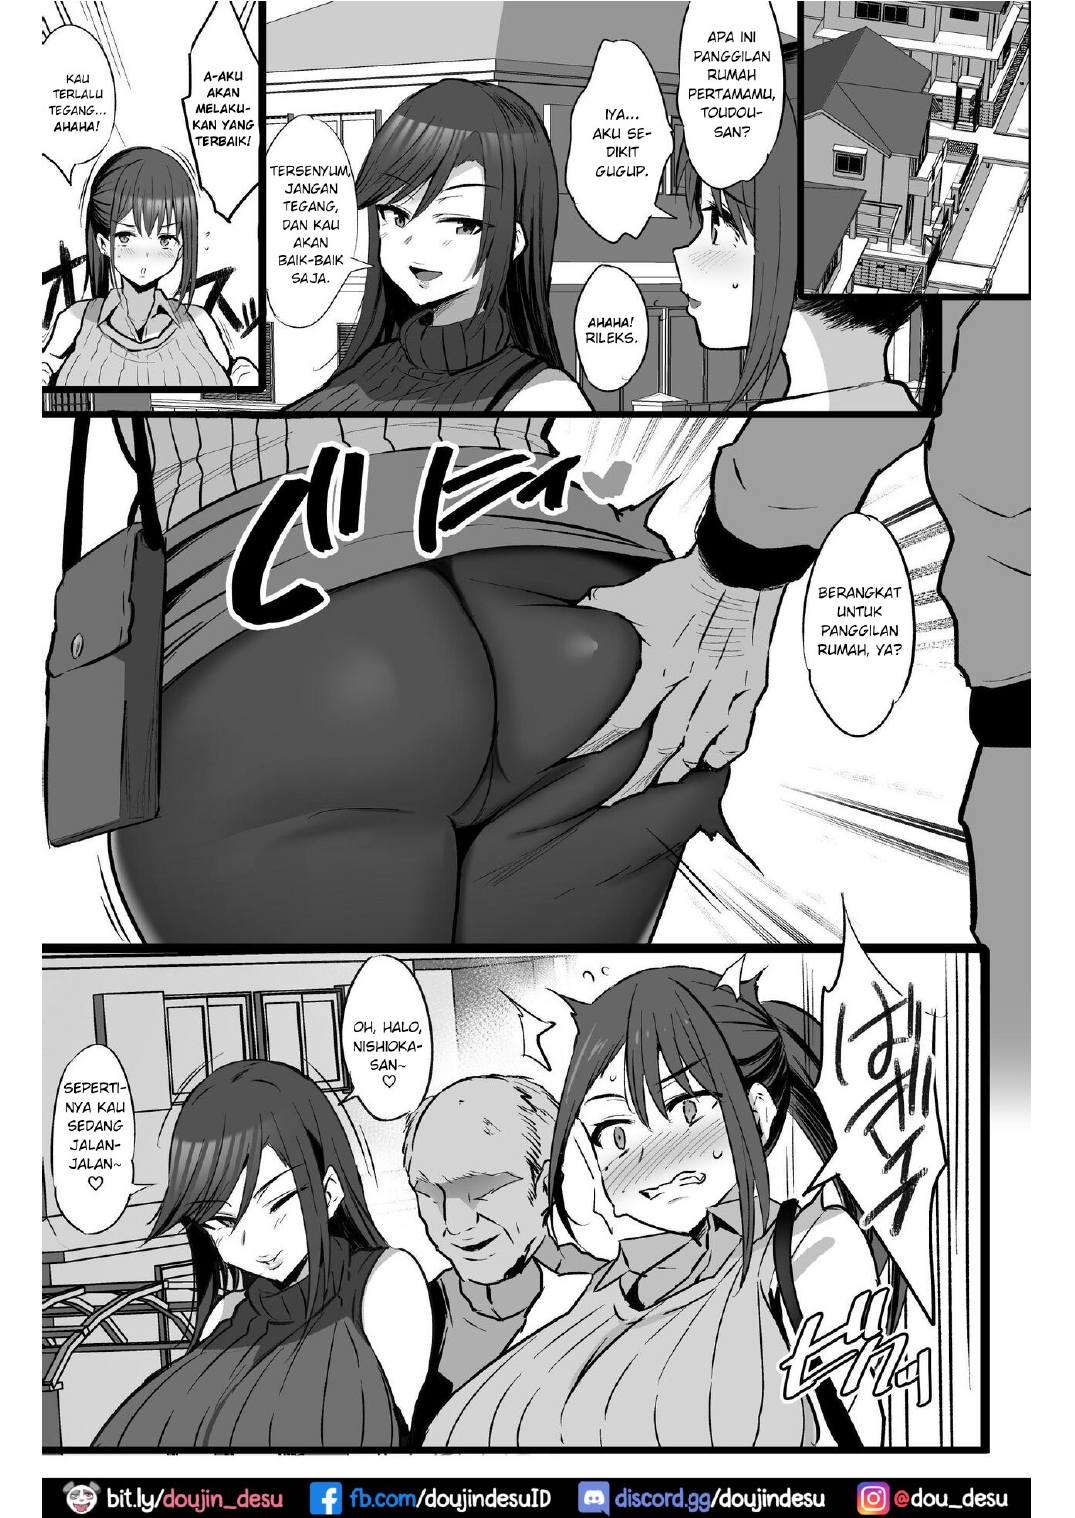 APA INI
PANGGILAN
RUMAH
PERTAMAMU,
TOUDOU-
SAN?
IYA...
AKU SE-
DIKIT
GUGUP.
AHAHA!
RILEKS.
TERSENYUM,
JANGAN
TEGANG,
DAN KAU
AKAN
BAIK-BAIK
SAJA.
A-AKU
AKAN
MELAKU-
KAN YANG
TERBAIK!
KAU
TERLALU
TEGANG...
AHAHA!
BERANGKAT
UNTUK
PANGGILAN
RUMAH, YA?
OH, HALO,
NISHIOKA-
SAN~
♡
SEPERTI-
NYA KAU
SEDANG
JALAN-
JALAN~
♡
ビクッ
bit.ly/doujin_desu
fb.com/doujindesuID
discord.gg/doujindesu
@dou_desu